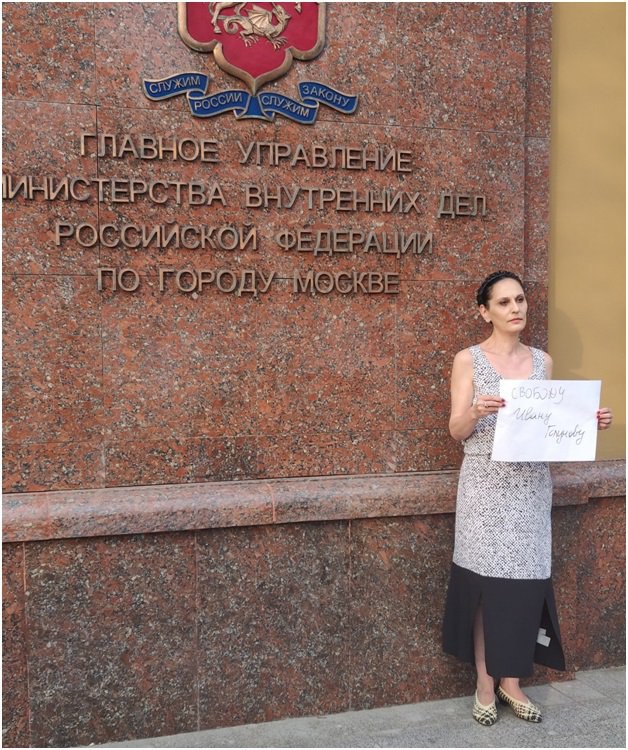 СЛУЖИМ
РОССИИ
СЛУЖИМ
ЗАКОНУ
ГЛАВНОЕ УПРАВЛЕНИЕ
МИНИСТЕРСТВА ВНУТРЕННИХ ДЕЛ
РОССИЙСКОЙ ФЕДЕРАЦИИ
ПО ГОРОДУ МОСКВЕ
СВОБОДУ
Ивану
Голунову